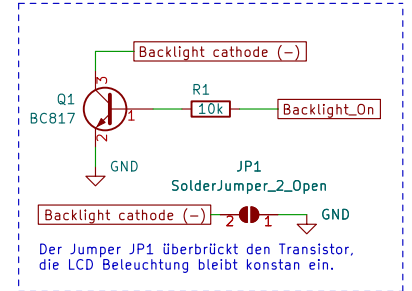 Backlight cathode (-)
3
Q1
BC817
1
2
R1
10k
Backlight_On
GND
JP1
SolderJumper_2_Open
Backlight cathode (-)
2
1
GND
Der Jumper JP1 überbrückt den Transistor,
die LCD Beleuchtung bleibt konstan ein.